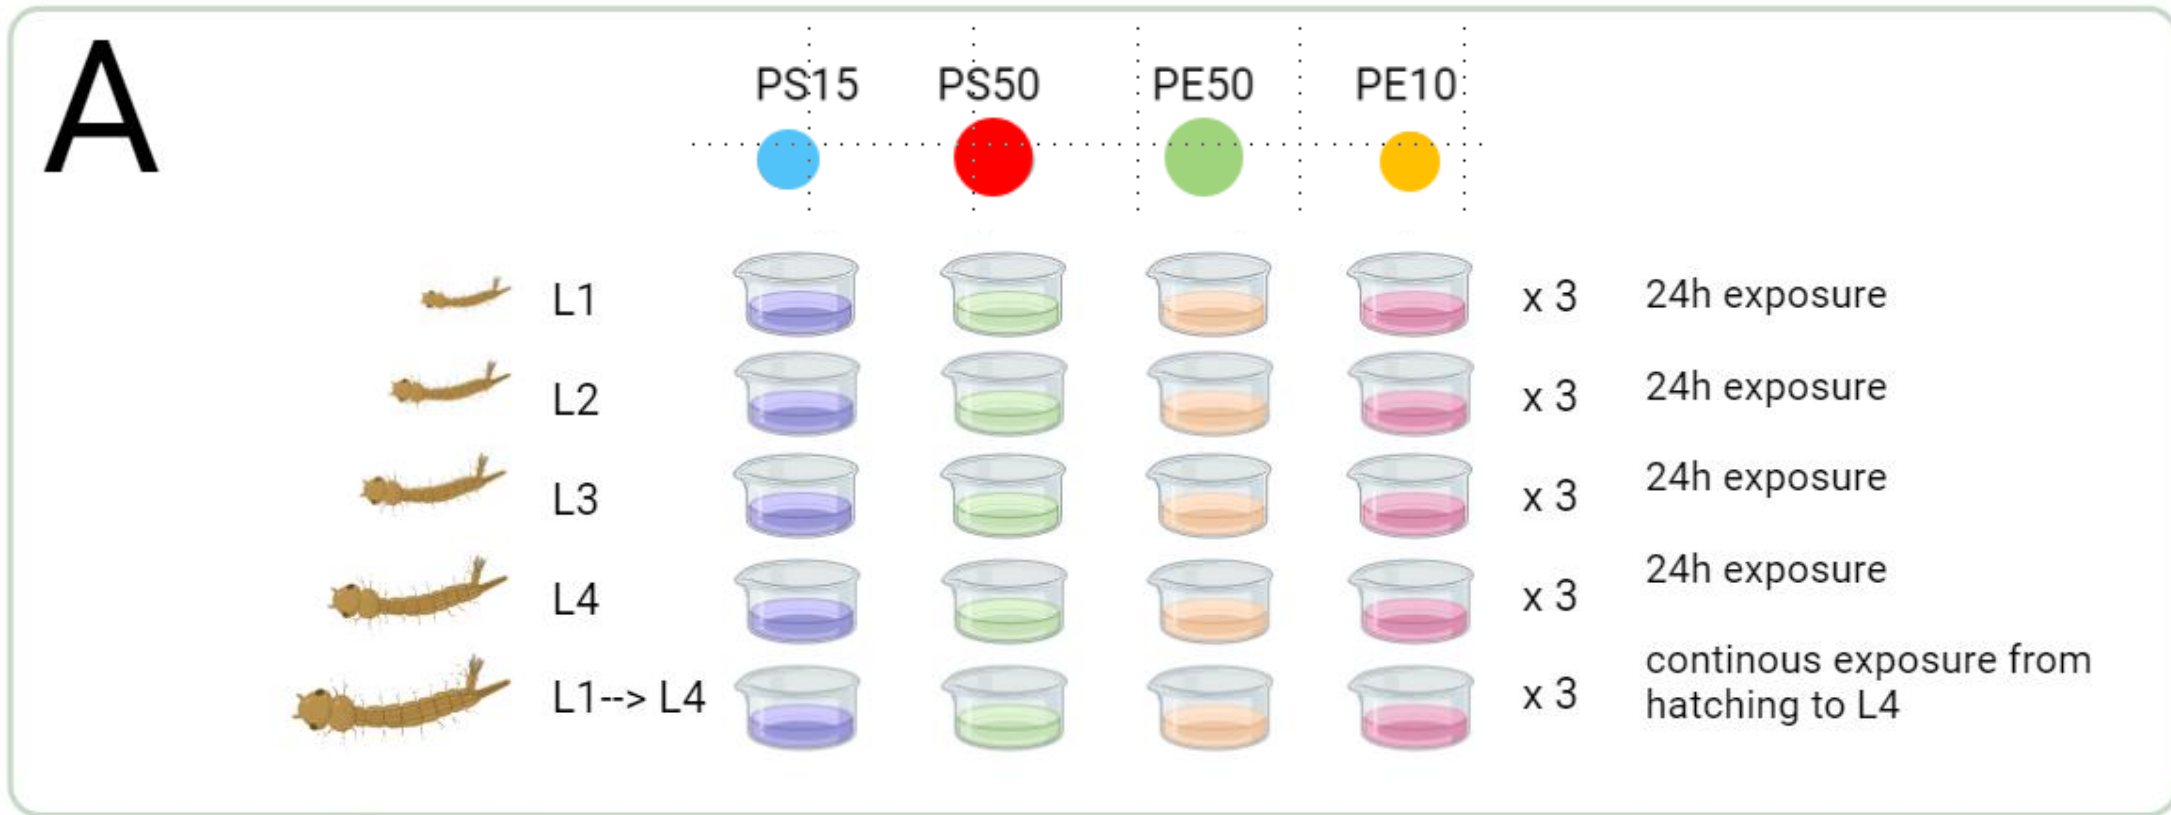 A
PS15 PS50 PE50 PE10
L1 x 3 24h exposure
L2 x 3 24h exposure
L3 x 3 24h exposure
L4 x 3 24h exposure
L1--> L4 x 3 continous exposure from
hatching to L4